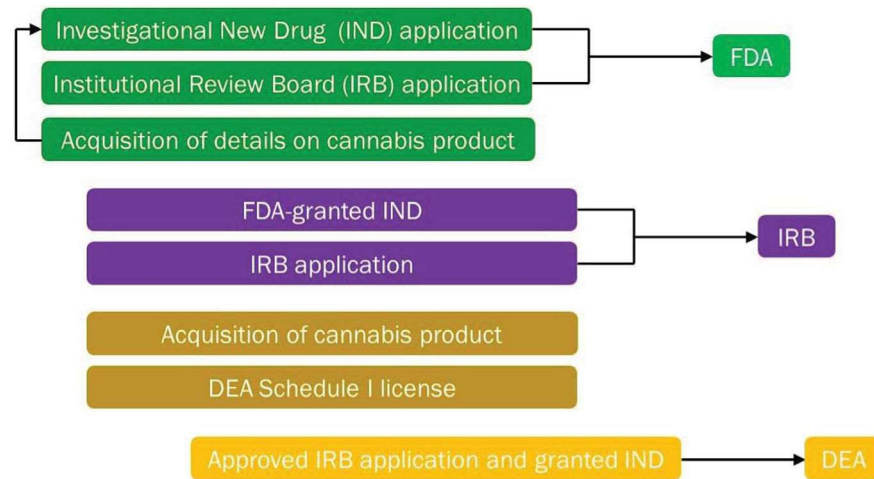 Investigational New Drug (IND) application
Institutional Review Board (IRB) application
FDA
Acquisition of details on cannabis product
FDA-granted IND
IRB
IRB application
Acquisition of cannabis product
DEA Schedule I license
Approved IRB application and granted IND
DEA